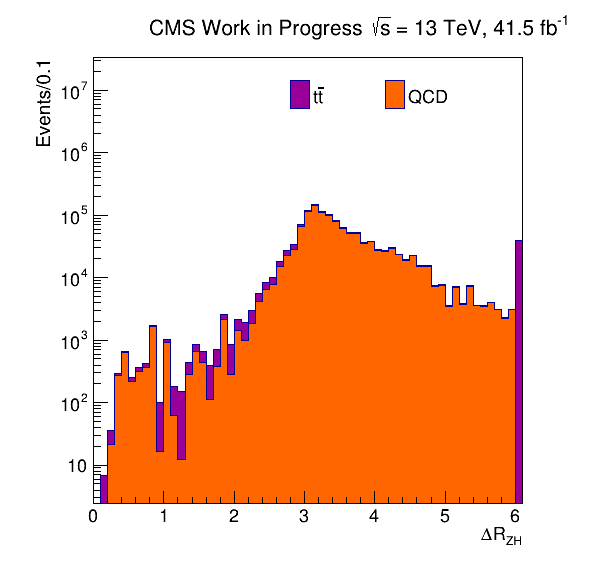 CMS Work in Progress √s = 13 TeV, 41.5 fb⁻¹
Events/0.1
tt̄
QCD
10⁷
10⁶
10⁵
10⁴
10³
10²
10
0 1 2 3 4 5 6
ΔR_ZH